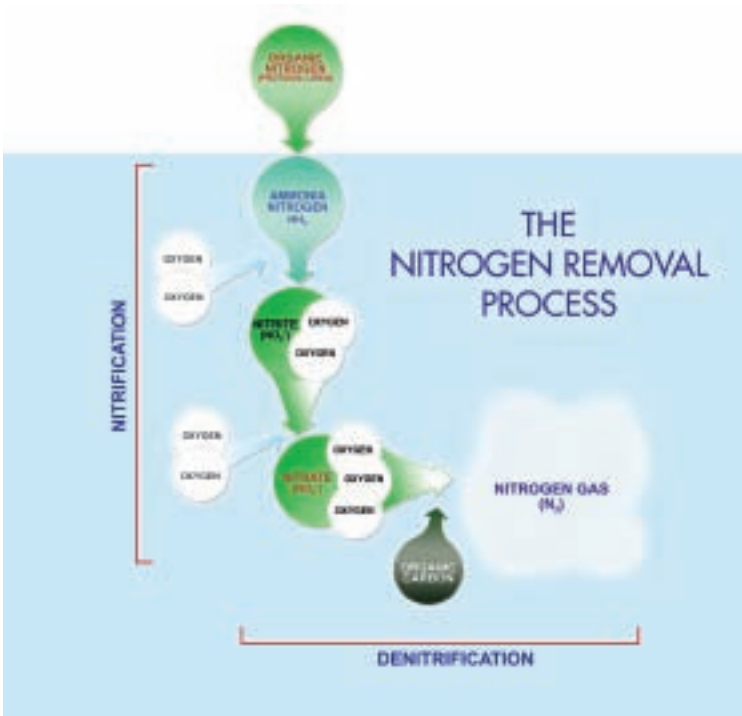 ORGANIC
NITROGEN
AMMONIA
NITROGEN
THE
NITROGEN REMOVAL
PROCESS
OXYGEN
OXYGEN
NITRITE
OXYGEN
OXYGEN
NITRIFICATION
OXYGEN
OXYGEN
NITRATE
OXYGEN
OXYGEN
OXYGEN
NITROGEN GAS
(N₂)
ORGANIC
CARBON
DENITRIFICATION